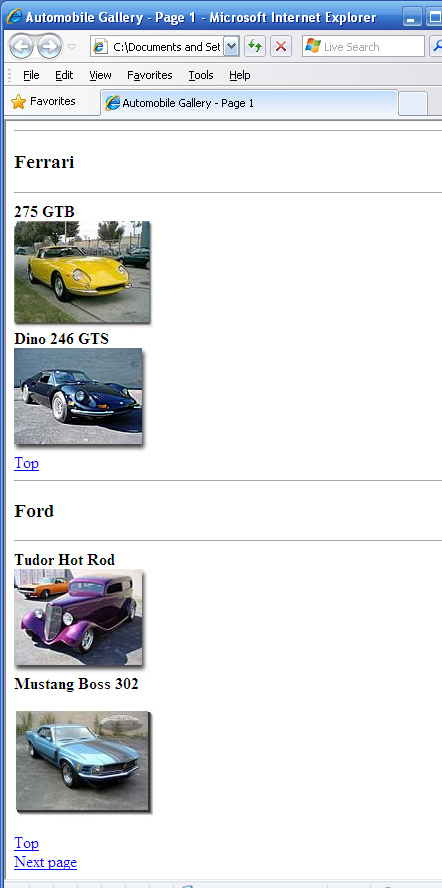 Automobile Gallery - Page 1 - Microsoft Internet Explorer
C:\Documents and Set
Live Search
File Edit View Favorites Tools Help
Favorites
Automobile Gallery - Page 1
Ferrari
275 GTB
Dino 246 GTS
Top
Ford
Tudor Hot Rod
Mustang Boss 302
Top
Next page